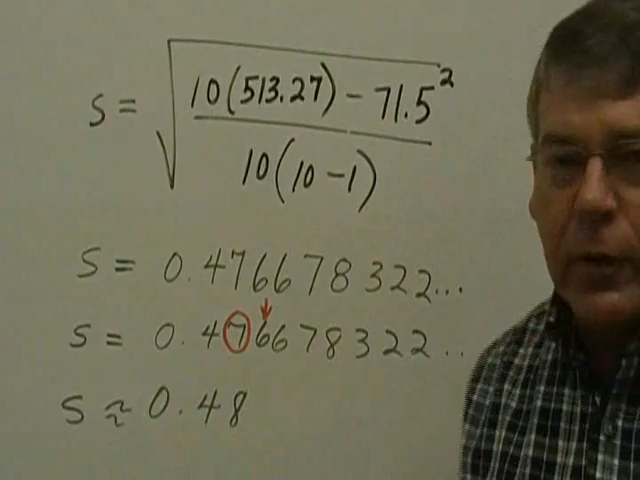 s = √(10(513.27) - 71.5² / 10(10 - 1))
s = 0.476678322...
s = 0.476678322..
s ≈ 0.48